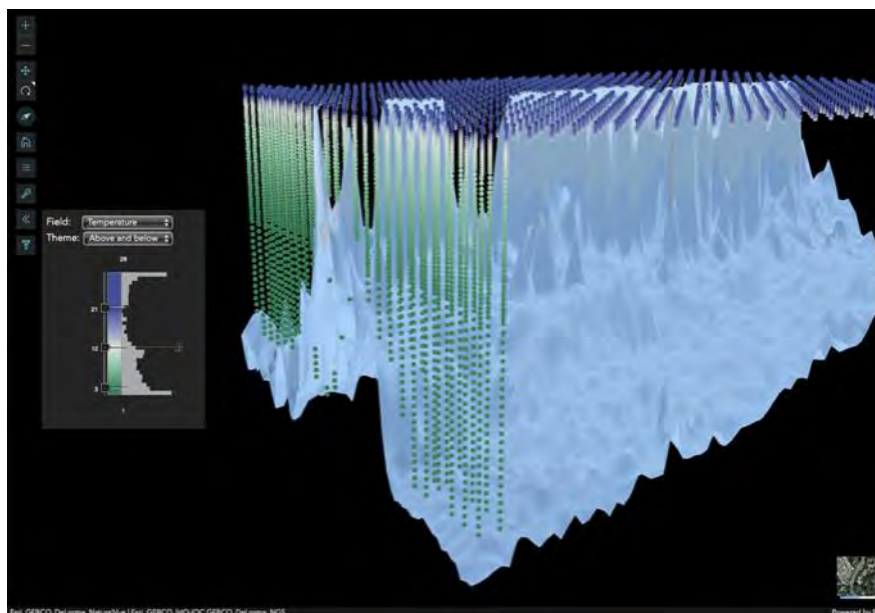 Field: Temperature
Theme: Above and below
28
21
12
3
1
Esri, GEBCO, DeLorme, NaturalVue | Esri, GEBCO, IHO-IOC GEBCO, DeLorme, NGS
Powered by